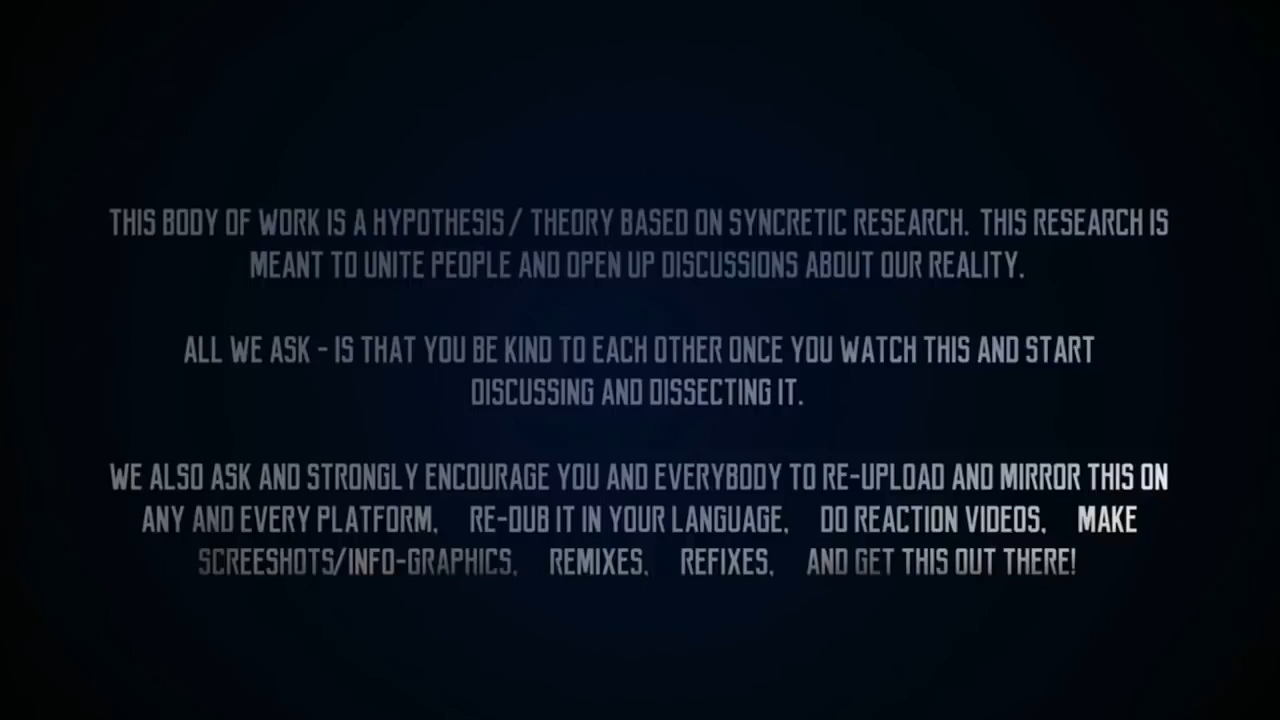 THIS BODY OF WORK IS A HYPOTHESIS / THEORY BASED ON SYNCRETIC RESEARCH. THIS RESEARCH IS
MEANT TO UNITE PEOPLE AND OPEN UP DISCUSSIONS ABOUT OUR REALITY.
ALL WE ASK - IS THAT YOU BE KIND TO EACH OTHER ONCE YOU WATCH THIS AND START
DISCUSSING AND DISSECTING IT.
WE ALSO ASK AND STRONGLY ENCOURAGE YOU AND EVERYBODY TO RE-UPLOAD AND MIRROR THIS ON
ANY AND EVERY PLATFORM, RE-DUB IT IN YOUR LANGUAGE, DO REACTION VIDEOS, MAKE
SCREESHOTS/INFO-GRAPHICS, REMIXES, REFIXES, AND GET THIS OUT THERE!